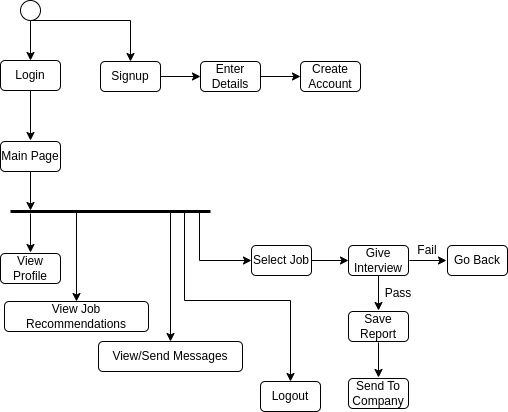 Login
Signup
Enter
Details
Create
Account
Main Page
View
Profile
View Job
Recommendations
View/Send Messages
Logout
Select Job
Give
Interview
Fail
Go Back
Pass
Save
Report
Send To
Company